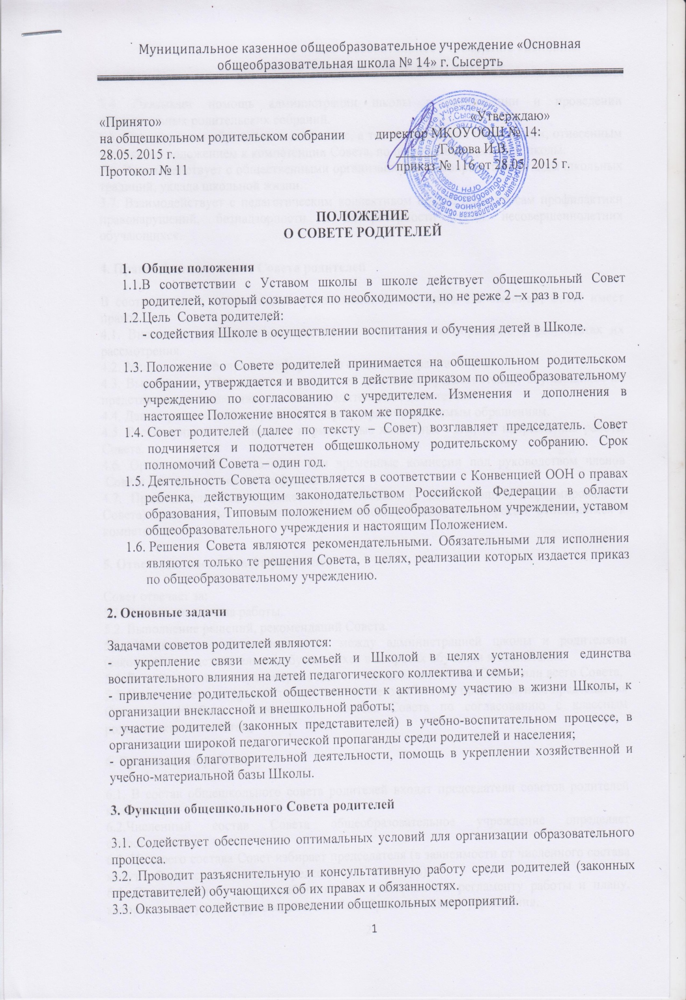 Муниципальное казенное общеобразовательное учреждение «Основная
общеобразовательная школа № 14» г. Сысерть
«Принято»
на общешкольном родительском собрании
28.05. 2015 г.
Протокол № 11
«Утверждаю»
директор МКОУООШ № 14:
______ Годова И.В.
приказ № 116 от 28.05. 2015 г.
ПОЛОЖЕНИЕ
О СОВЕТЕ РОДИТЕЛЕЙ
1. Общие положения
1.1.В соответствии с Уставом школы в школе действует общешкольный Совет
родителей, который созывается по необходимости, но не реже 2 –х раз в год.
1.2.Цель Совета родителей:
- содействия Школе в осуществлении воспитания и обучения детей в Школе.
1.3. Положение о Совете родителей принимается на общешкольном родительском
собрании, утверждается и вводится в действие приказом по общеобразовательному
учреждению по согласованию с учредителем. Изменения и дополнения в
настоящее Положение вносятся в таком же порядке.
1.4. Совет родителей (далее по тексту – Совет) возглавляет председатель. Совет
подчиняется и подотчетен общешкольному родительскому собранию. Срок
полномочий Совета – один год.
1.5. Деятельность Совета осуществляется в соответствии с Конвенцией ООН о правах
ребенка, действующим законодательством Российской Федерации в области
образования, Типовым положением об общеобразовательном учреждении, уставом
общеобразовательного учреждения и настоящим Положением.
1.6. Решения Совета являются рекомендательными. Обязательными для исполнения
являются только те решения Совета, в целях, реализации которых издается приказ
по общеобразовательному учреждению.
2. Основные задачи
Задачами советов родителей являются:
- укрепление связи между семьей и Школой в целях установления единства
воспитательного влияния на детей педагогического коллектива и семьи;
- привлечение родительской общественности к активному участию в жизни Школы, к
организации внеклассной и внешкольной работы;
- участие родителей (законных представителей) в учебно-воспитательном процессе, в
организации широкой педагогической пропаганды среди родителей и населения;
- организация благотворительной деятельности, помощь в укреплении хозяйственной и
учебно-материальной базы Школы.
3. Функции общешкольного Совета родителей
3.1. Содействует обеспечению оптимальных условий для организации образовательного
процесса.
3.2. Проводит разъяснительную и консультативную работу среди родителей (законных
представителей) обучающихся об их правах и обязанностях.
3.3. Оказывает содействие в проведении общешкольных мероприятий.
1